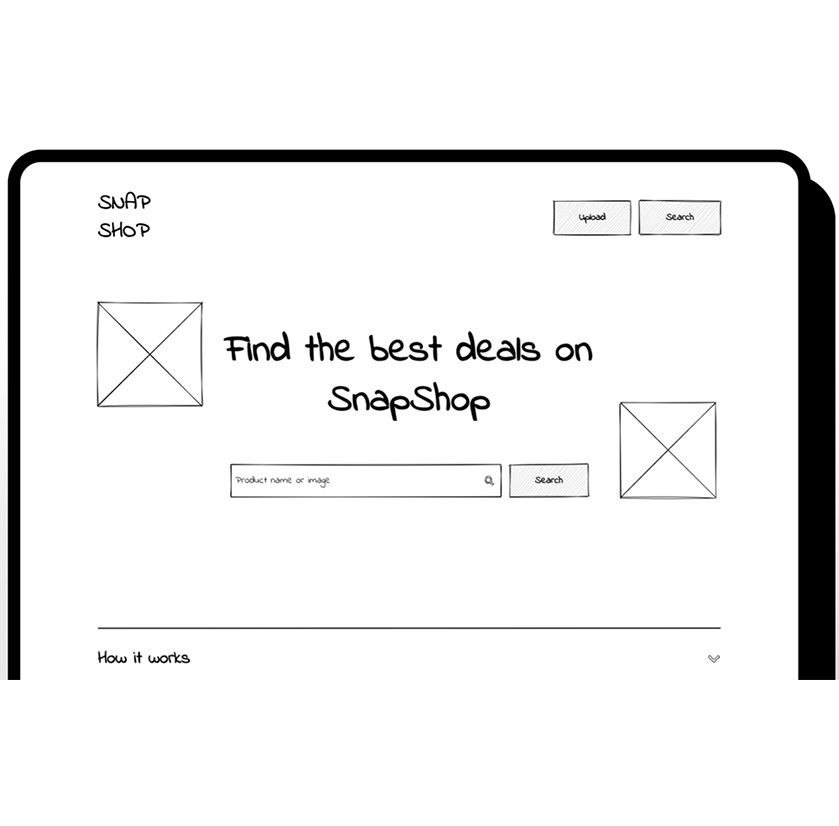 SNAP
SHOP
Upload
Search
Find the best deals on
SnapShop
Product name or image
Search
How it works